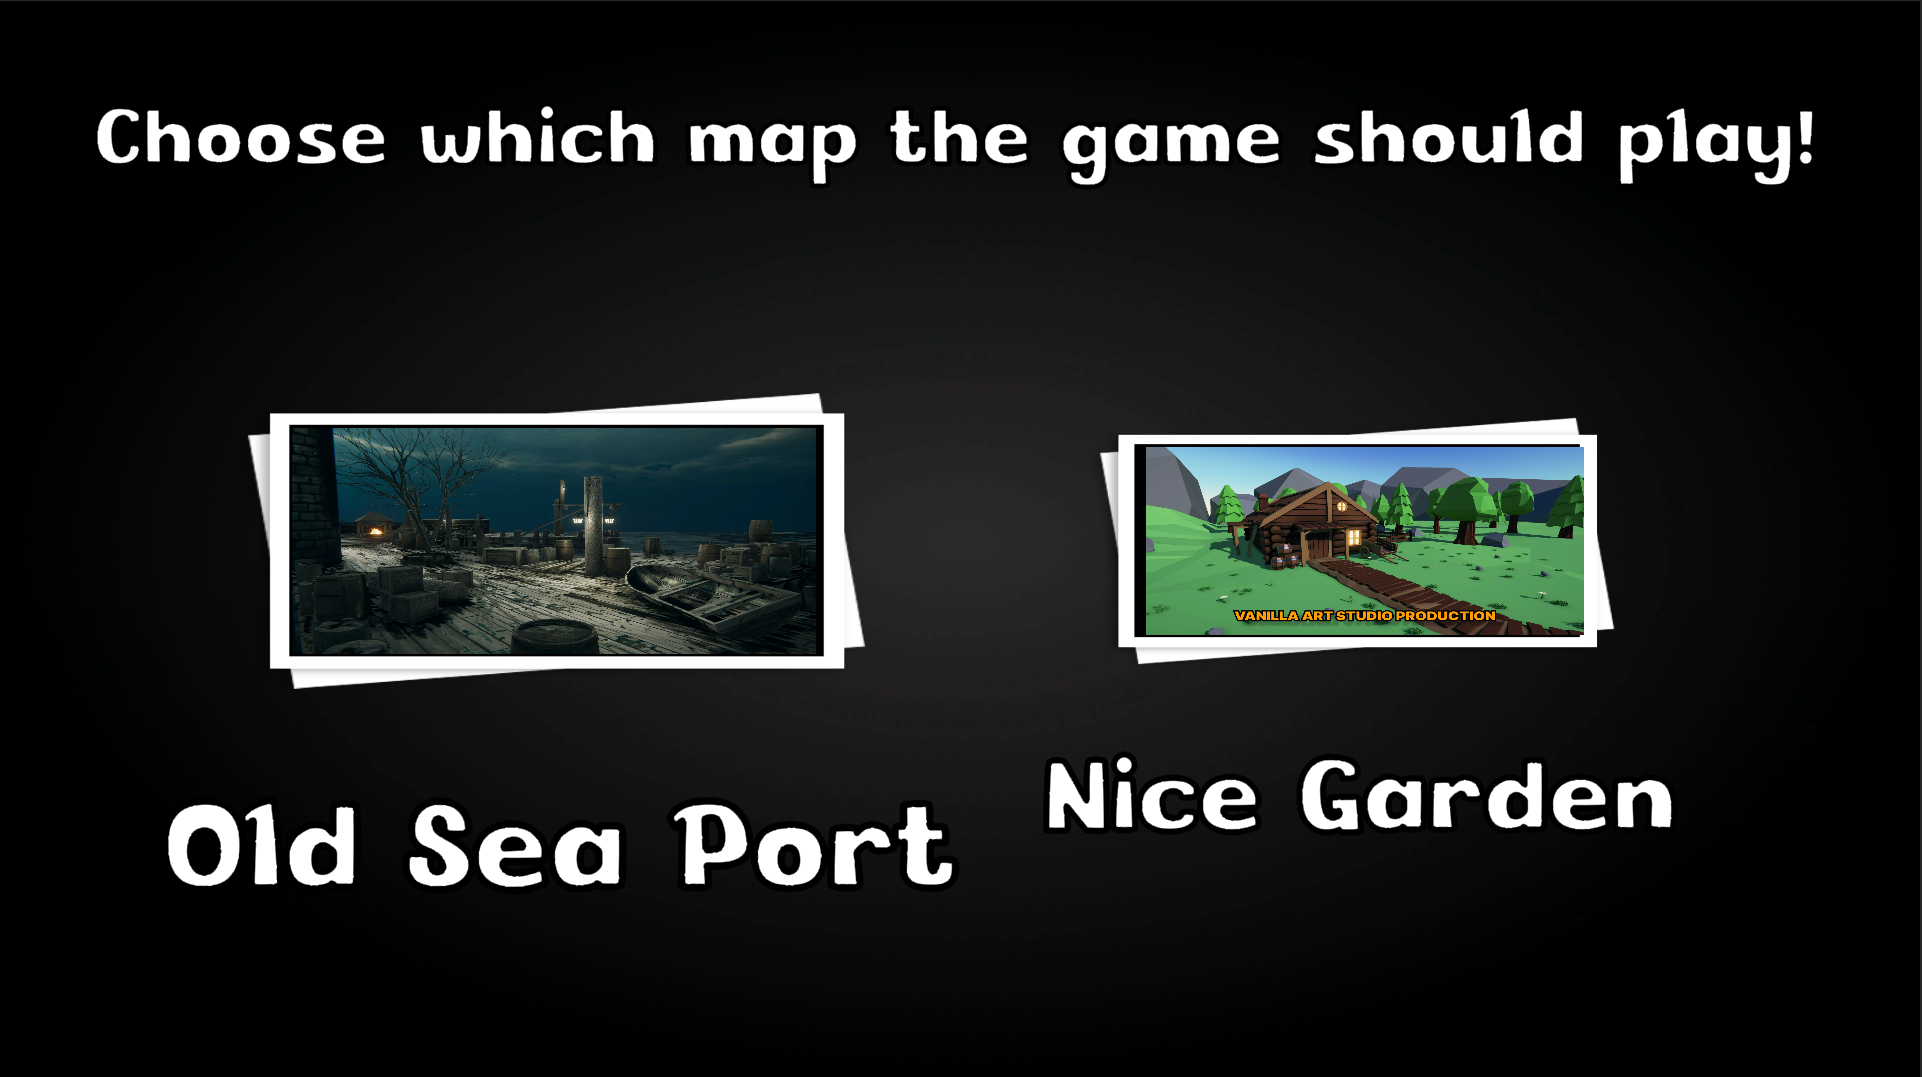 Choose which map the game should play!
VANILLA ART STUDIO PRODUCTION
Old Sea Port
Nice Garden